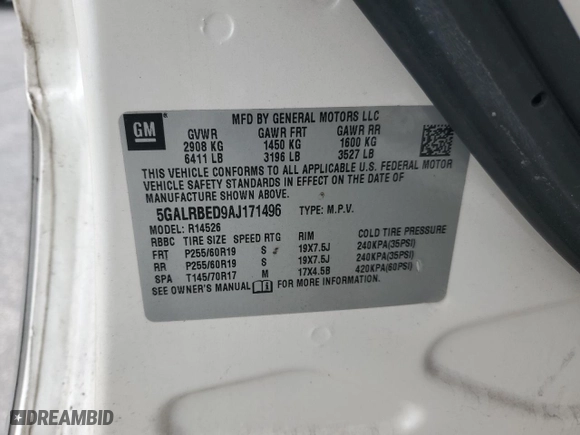 GM
MFD BY GENERAL MOTORS LLC
GVWR GAWR FRT GAWR RR
2908 KG 1450 KG 1600 KG
6411 LB 3196 LB 3527 LB
THIS VEHICLE CONFORMS TO ALL APPLICABLE U.S. FEDERAL MOTOR
VEHICLE SAFETY STANDARDS IN EFFECT ON THE DATE OF
MANUFACTURE SHOWN ABOVE.
5GALRBED9AJ171496 TYPE: M.P.V.
MODEL: R14526
RBBC TIRE SIZE SPEED RTG RIM COLD TIRE PRESSURE
FRT P255/60R19 S 19X7.5J 240KPA(35PSI)
RR P255/60R19 S 19X7.5J 240KPA(35PSI)
SPA T145/70R17 M 17X4.5B 420KPA(60PSI)
SEE OWNER'S MANUAL FOR MORE INFORMATION.
DREAMBID